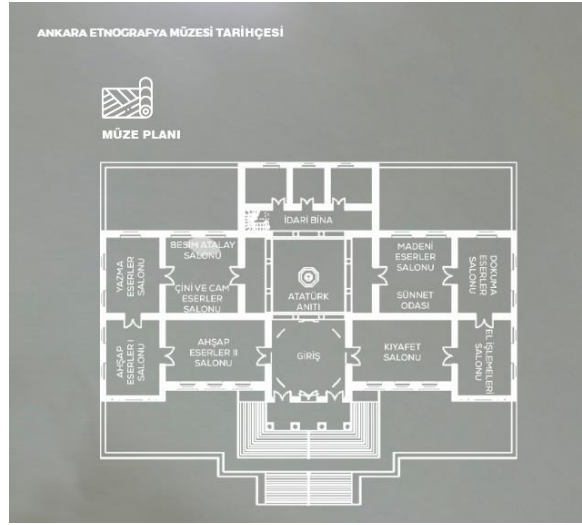 ANKARA ETNOGRAFYA MÜZESİ TARİHÇESİ
MÜZE PLANI
İDARİ BİNA
YAZMA
ESERLER
SALONU
BESİM ATALAY
SALONU
ÇİNİ VE CAM
ESERLER
SALONU
ATATÜRK
ANITI
MADENİ
ESERLER
SALONU
SÜNNET
ODASI
DOKUMA
ESERLER
SALONU
AHŞAP
ESERLER I
SALONU
AHŞAP
ESERLER II
SALONU
GİRİŞ
KIYAFET
SALONU
EL İŞLEMELERİ
SALONU